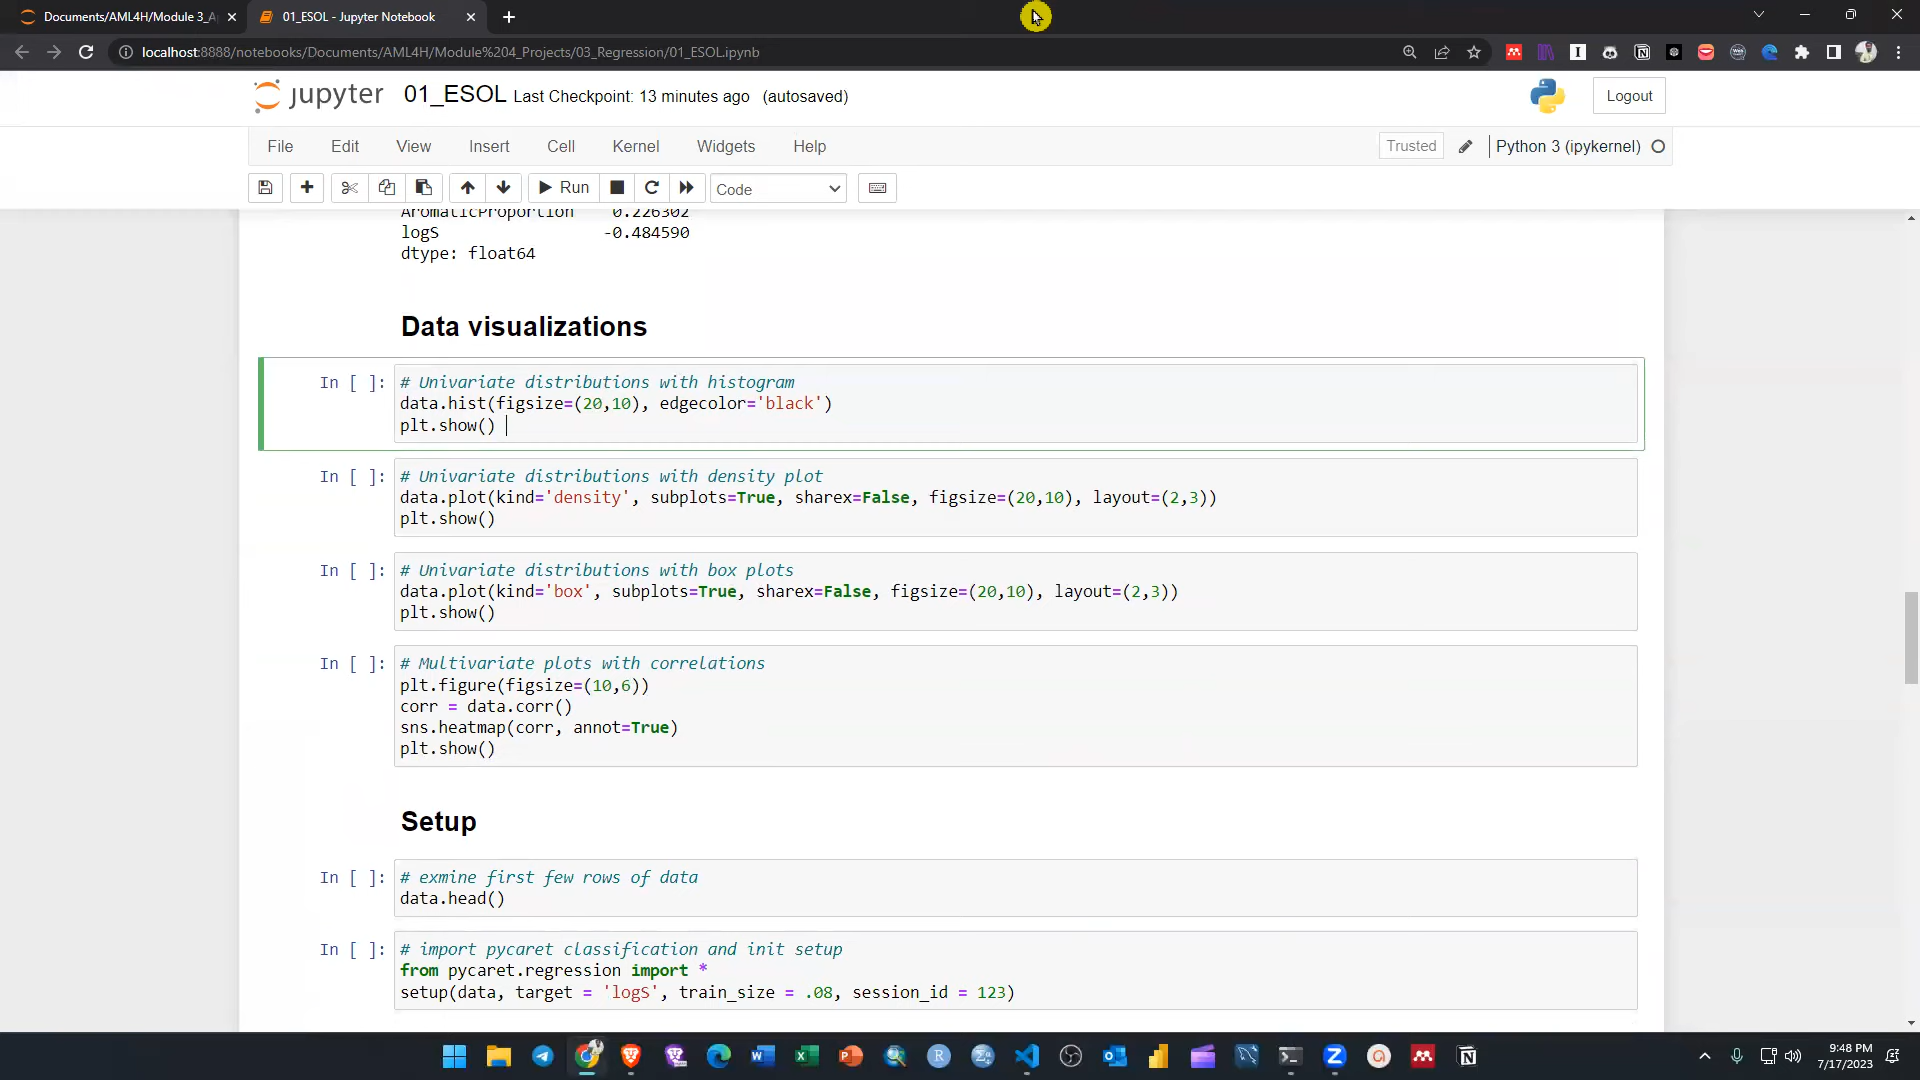 Documents/AML4H/Module 3_A
01_ESOL - Jupyter Notebook
localhost:8888/notebooks/Documents/AML4H/Module%204_Projects/03_Regression/01_ESOL.ipynb
jupyter 01_ESOL Last Checkpoint: 13 minutes ago (autosaved)
Logout
File Edit View Insert Cell Kernel Widgets Help
Trusted
Python 3 (ipykernel)
Run
Code
AromaticProportion 0.226302
logS -0.484590
dtype: float64
Data visualizations
In [ ]: # Univariate distributions with histogram
data.hist(figsize=(20,10), edgecolor='black')
plt.show()
In [ ]: # Univariate distributions with density plot
data.plot(kind='density', subplots=True, sharex=False, figsize=(20,10), layout=(2,3))
plt.show()
In [ ]: # Univariate distributions with box plots
data.plot(kind='box', subplots=True, sharex=False, figsize=(20,10), layout=(2,3))
plt.show()
In [ ]: # Multivariate plots with correlations
plt.figure(figsize=(10,6))
corr = data.corr()
sns.heatmap(corr, annot=True)
plt.show()
Setup
In [ ]: # exmine first few rows of data
data.head()
In [ ]: # import pycaret classification and init setup
from pycaret.regression import *
setup(data, target = 'logS', train_size = .08, session_id = 123)
9:48 PM
7/17/2023